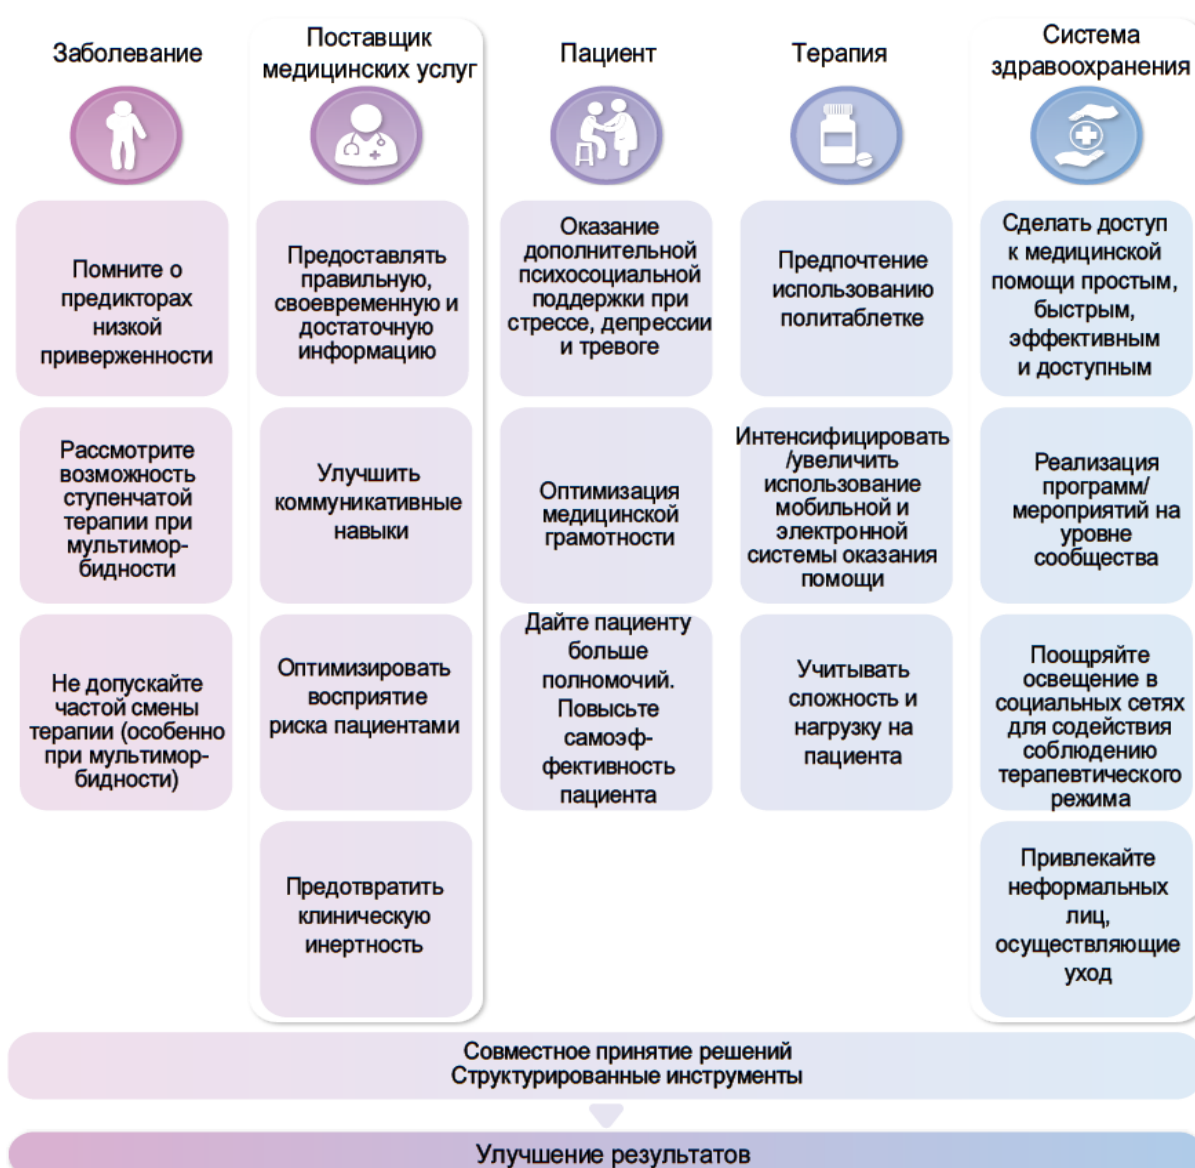 Заболевание
Поставщик
медицинских услуг
Пациент
Терапия
Система
здравоохранения
Помните о
предикторах
низкой
приверженности
Предоставлять
правильную,
своевременную и
достаточную
информацию
Оказание
дополнительной
психосоциальной
поддержки при
стрессе, депрессии
и тревоге
Предпочтение
использованию
политаблетке
Сделать доступ
к медицинской
помощи простым,
быстрым,
эффективным
и доступным
Рассмотрите
возможность
ступенчатой
терапии при
мультимор-
бидности
Улучшить
коммуникативные
навыки
Оптимизация
медицинской
грамотности
Интенсифицировать
/увеличить
использование
мобильной и
электронной
системы оказания
помощи
Реализация
программ/
мероприятий на
уровне
сообщества
Не допускайте
частой смены
терапии (особенно
при мультимор-
бидности)
Оптимизировать
восприятие
риска пациентами
Дайте пациенту
больше
полномочий.
Повысьте
самоэф-
фективность
пациента
Учитывать
сложность и
нагрузку на
пациента
Поощряйте
освещение в
социальных сетях
для содействия
соблюдению
терапевтического
режима
Предотвратить
клиническую
инертность
Привлекайте
неформальных
лиц,
осуществляющие
уход
Совместное принятие решений
Структурированные инструменты
Улучшение результатов